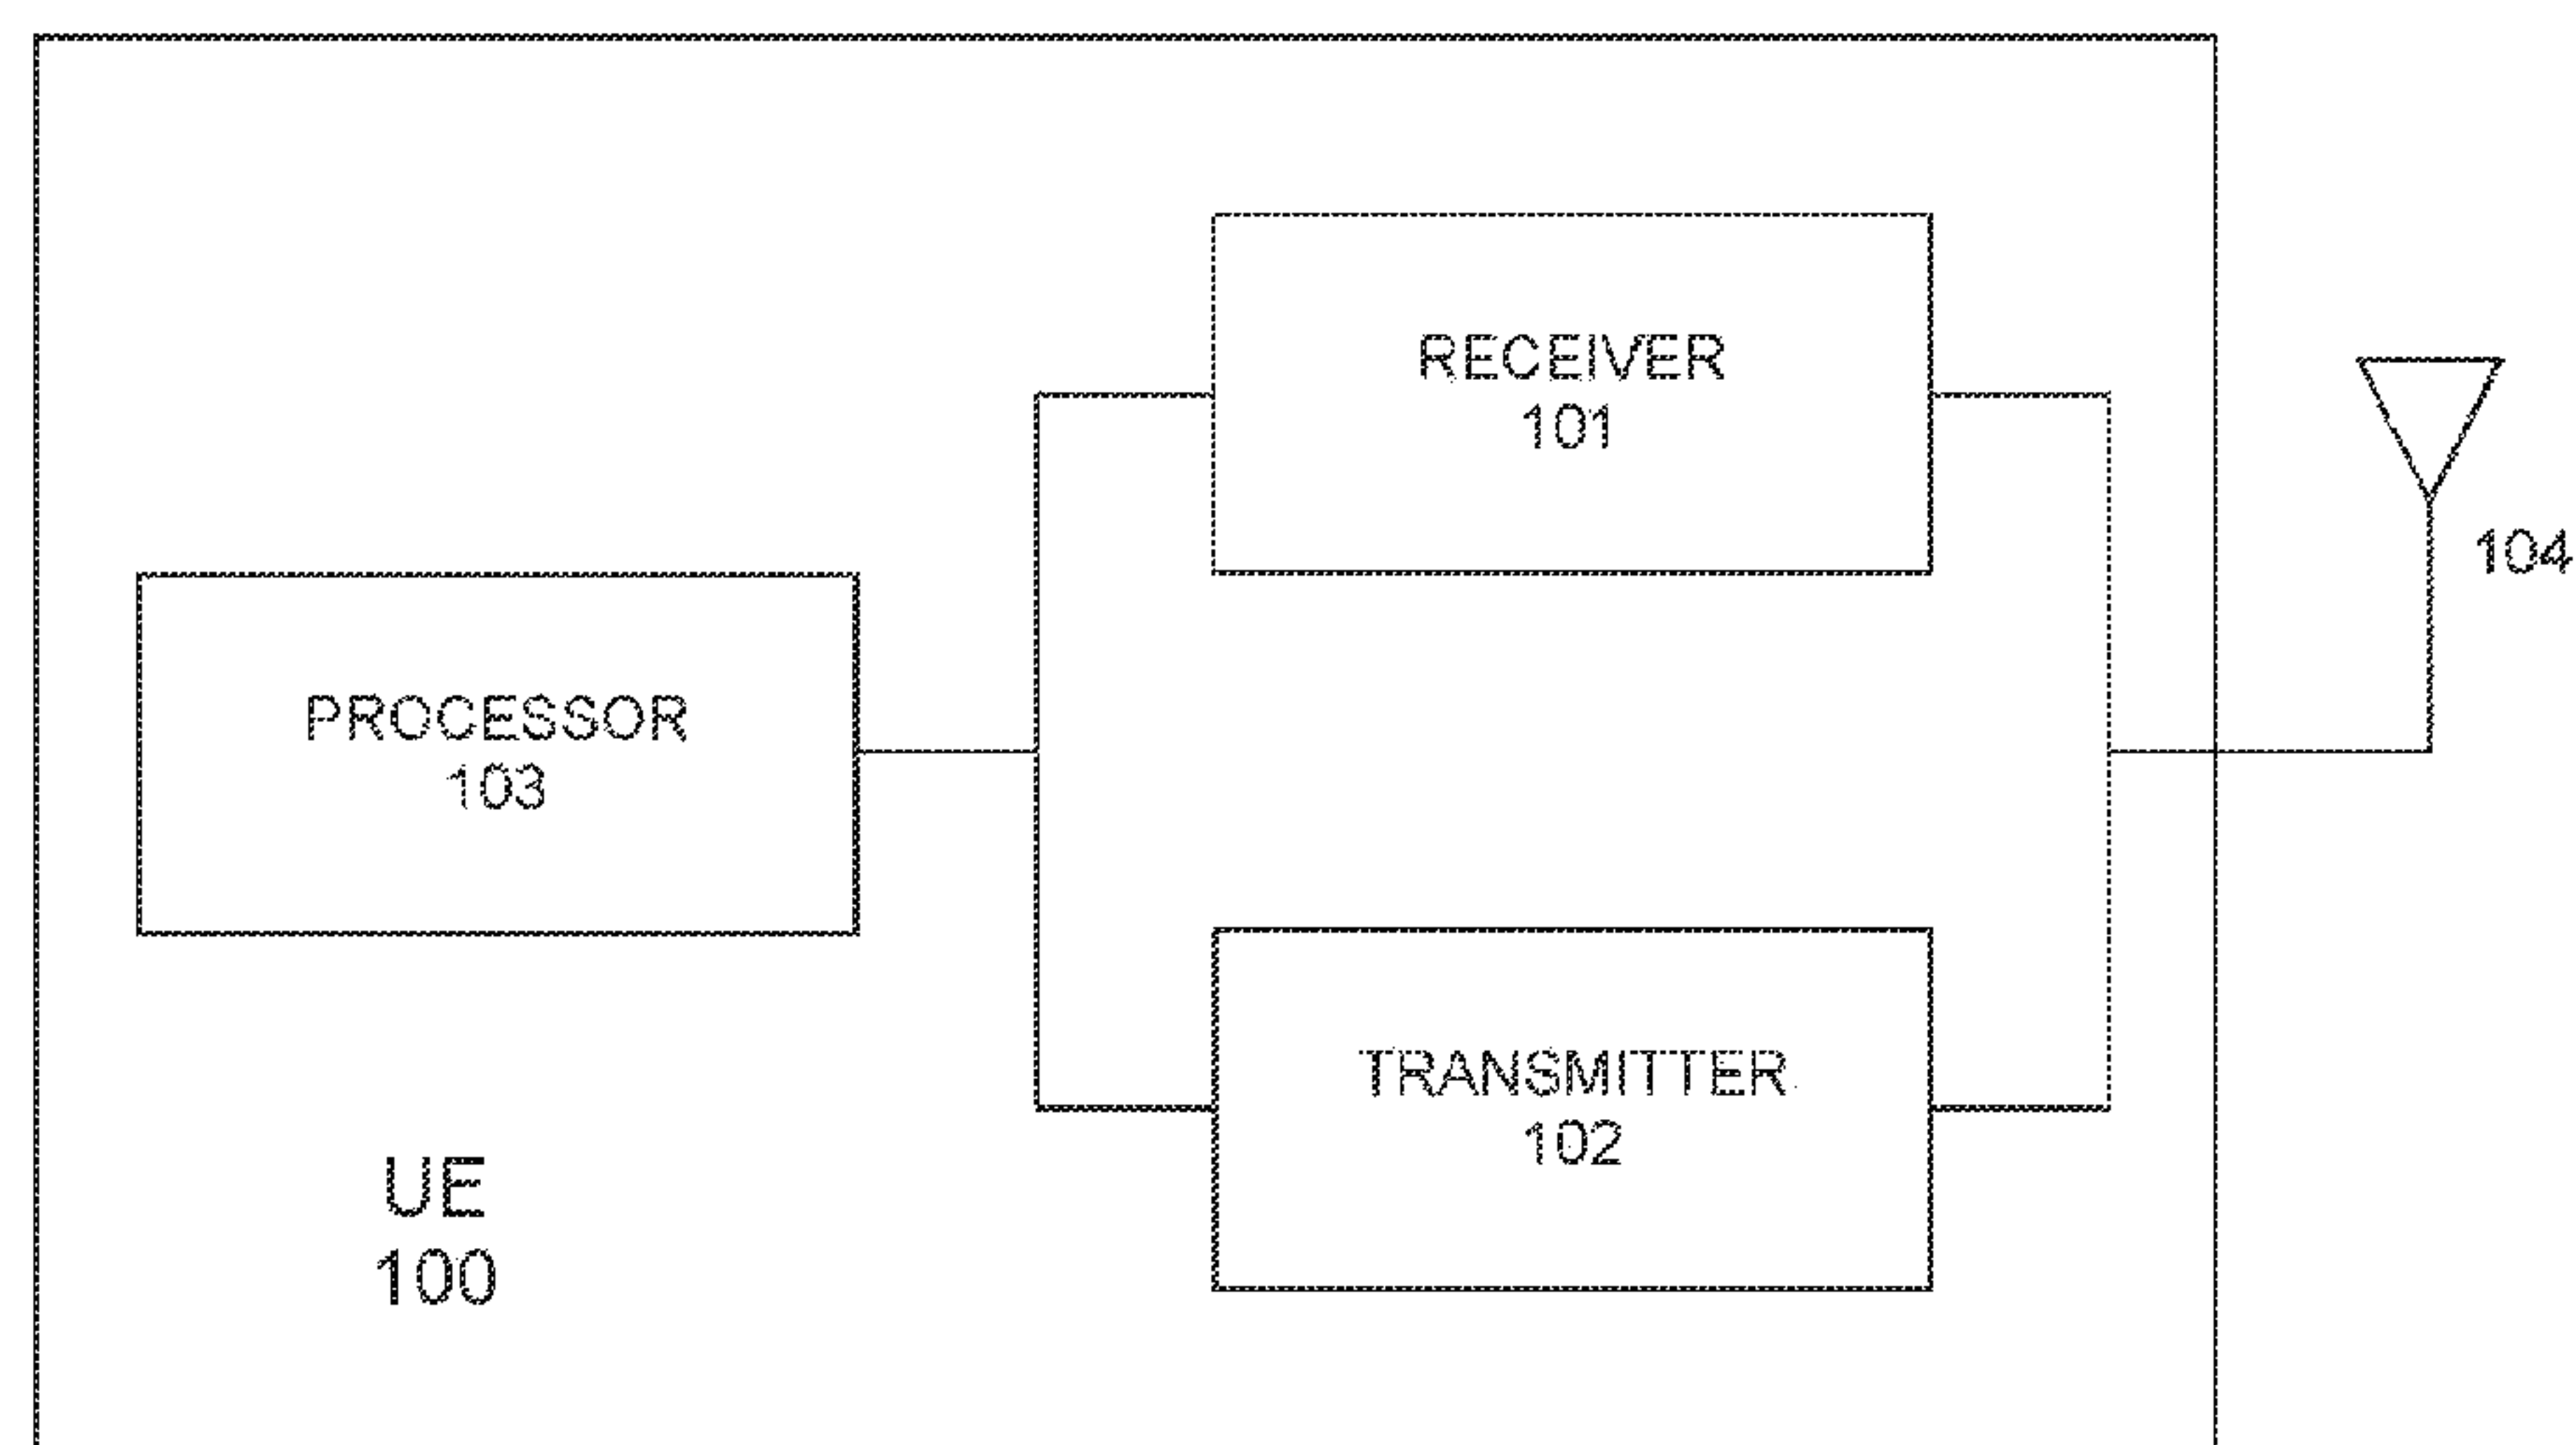 RECEIVER
101
104
PROCESSOR
103
TRANSMITTER
102
UE
100